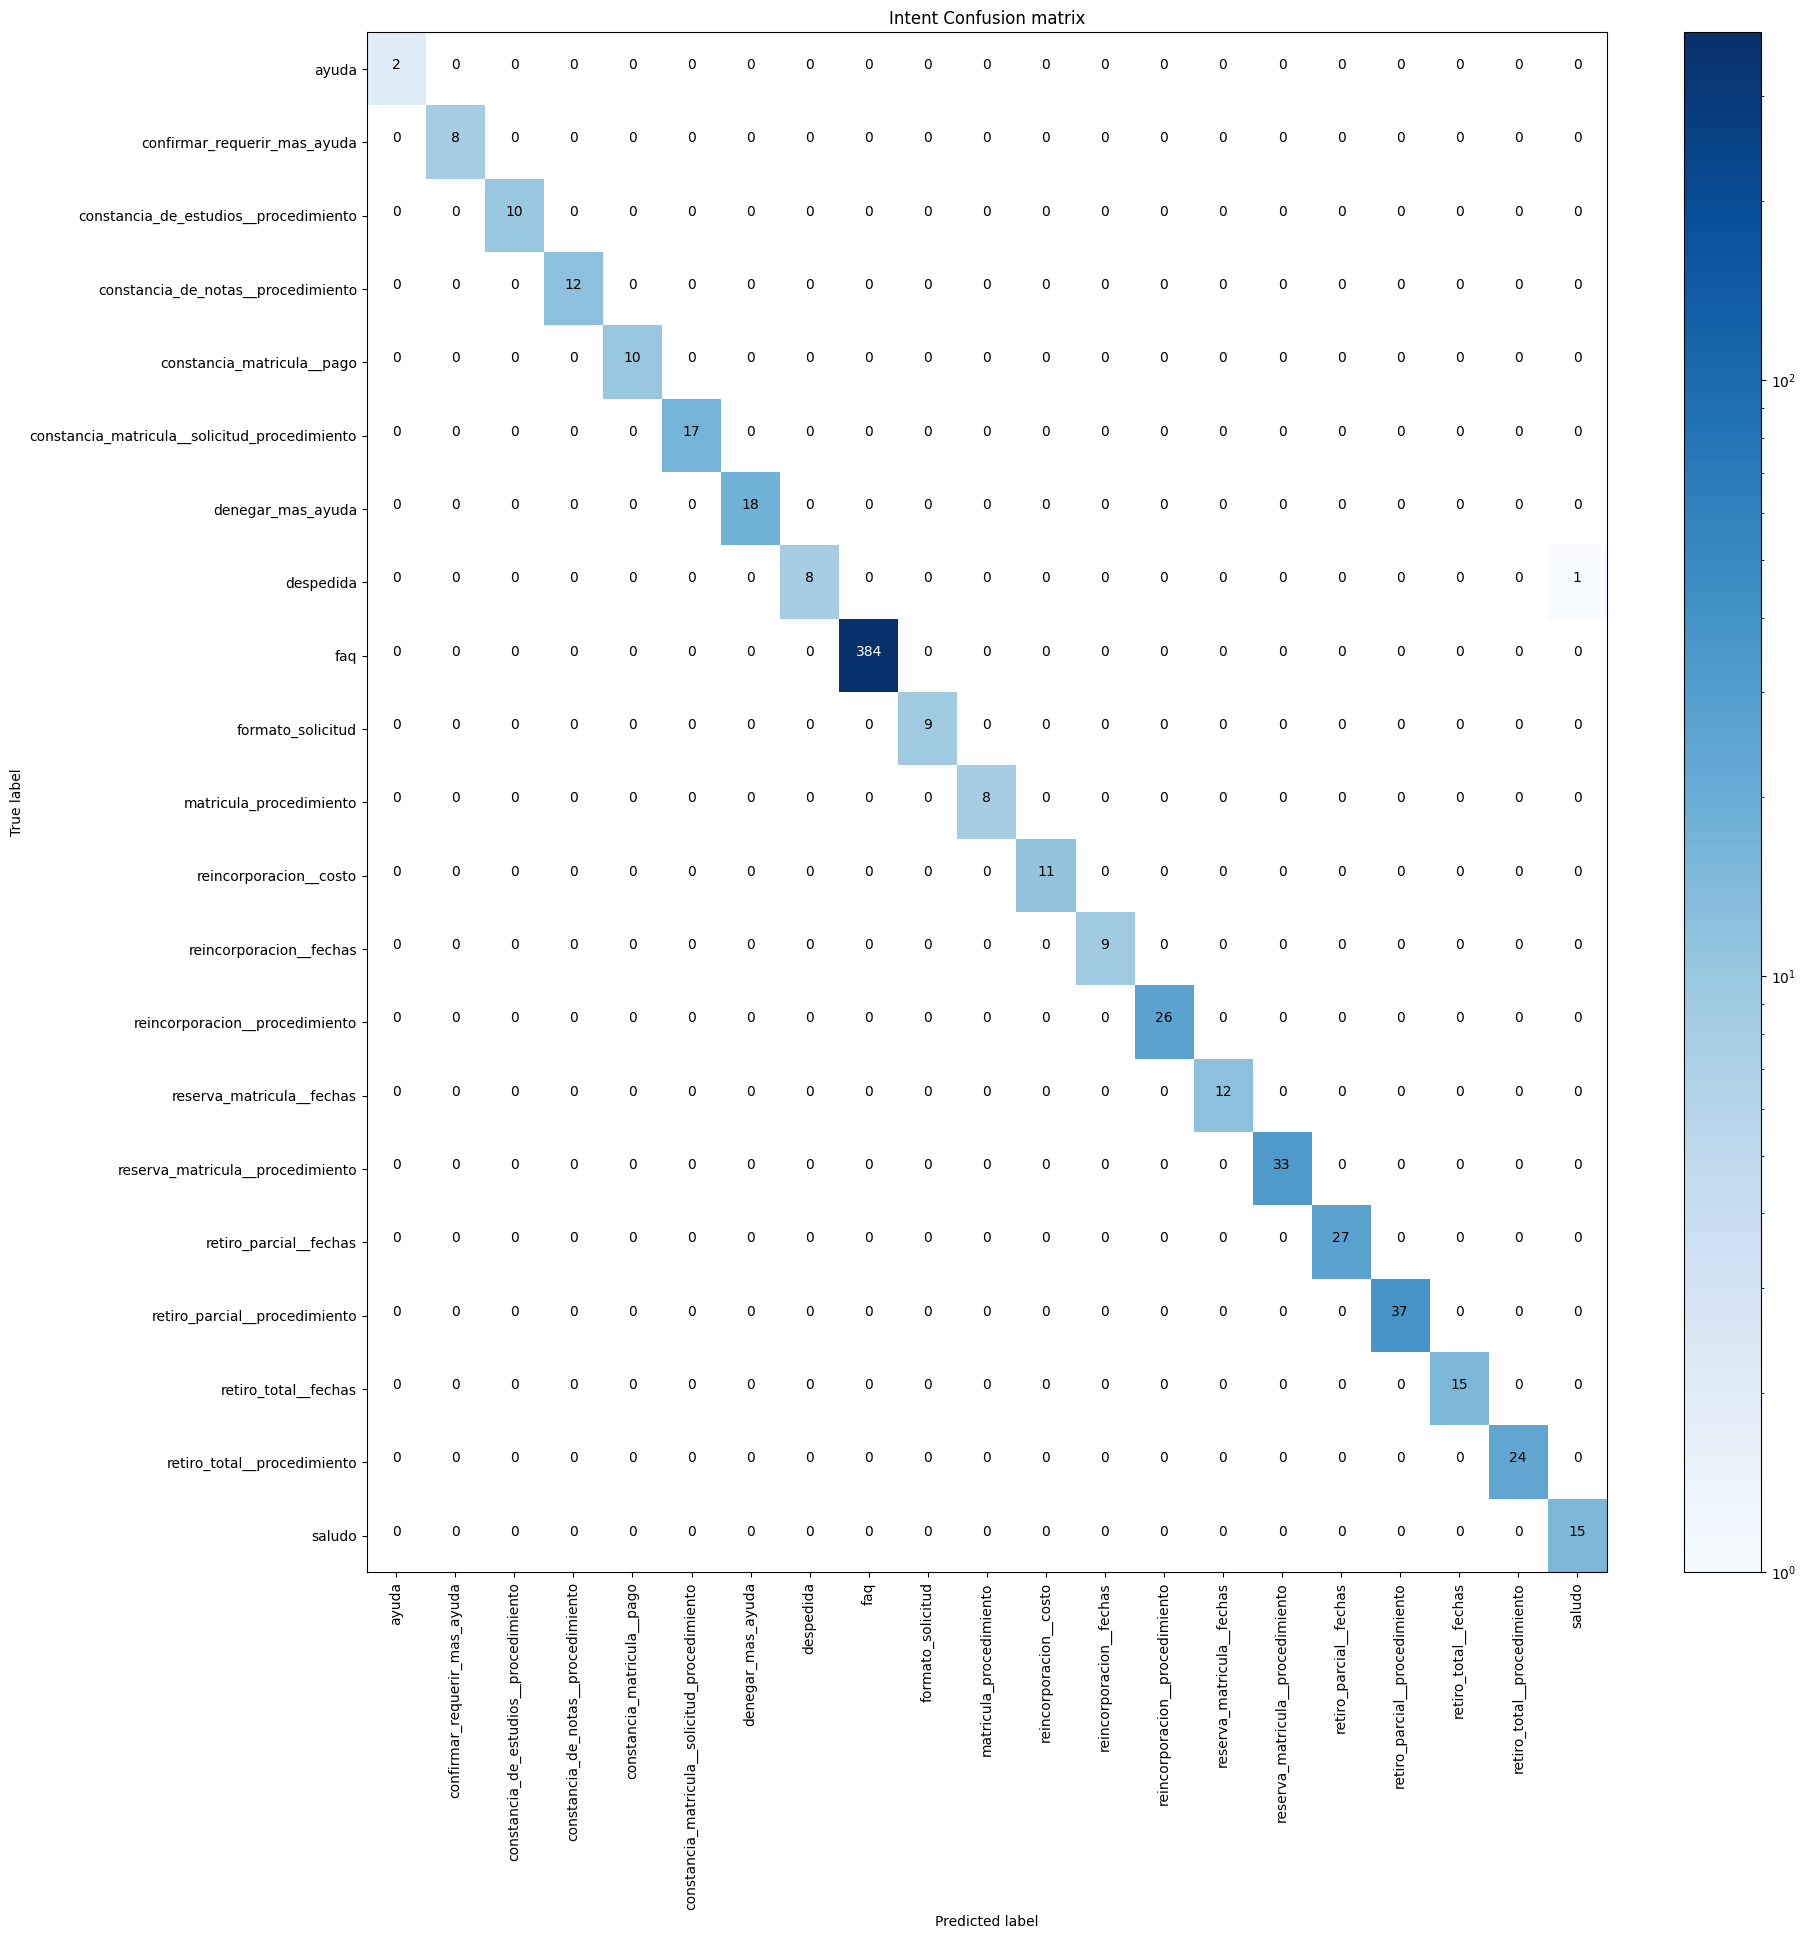 Intent Confusion matrix
ayuda 2 0 0 0 0 0 0 0 0 0 0 0 0 0 0 0 0 0 0 0 0
confirmar_requerir_mas_ayuda 0 8 0 0 0 0 0 0 0 0 0 0 0 0 0 0 0 0 0 0 0
constancia_de_estudios__procedimiento 0 0 10 0 0 0 0 0 0 0 0 0 0 0 0 0 0 0 0 0 0
constancia_de_notas__procedimiento 0 0 0 12 0 0 0 0 0 0 0 0 0 0 0 0 0 0 0 0 0
constancia_matricula__pago 0 0 0 0 10 0 0 0 0 0 0 0 0 0 0 0 0 0 0 0 0
constancia_matricula__solicitud_procedimiento 0 0 0 0 0 17 0 0 0 0 0 0 0 0 0 0 0 0 0 0 0
denegar_mas_ayuda 0 0 0 0 0 0 18 0 0 0 0 0 0 0 0 0 0 0 0 0 0
despedida 0 0 0 0 0 0 0 8 0 0 0 0 0 0 0 0 0 0 0 0 1
faq 0 0 0 0 0 0 0 0 384 0 0 0 0 0 0 0 0 0 0 0 0
formato_solicitud 0 0 0 0 0 0 0 0 0 9 0 0 0 0 0 0 0 0 0 0 0
matricula_procedimiento 0 0 0 0 0 0 0 0 0 0 8 0 0 0 0 0 0 0 0 0 0
reincorporacion__costo 0 0 0 0 0 0 0 0 0 0 0 11 0 0 0 0 0 0 0 0 0
reincorporacion__fechas 0 0 0 0 0 0 0 0 0 0 0 0 9 0 0 0 0 0 0 0 0
reincorporacion__procedimiento 0 0 0 0 0 0 0 0 0 0 0 0 0 26 0 0 0 0 0 0 0
reserva_matricula__fechas 0 0 0 0 0 0 0 0 0 0 0 0 0 0 12 0 0 0 0 0 0
reserva_matricula__procedimiento 0 0 0 0 0 0 0 0 0 0 0 0 0 0 0 33 0 0 0 0 0
retiro_parcial__fechas 0 0 0 0 0 0 0 0 0 0 0 0 0 0 0 0 27 0 0 0 0
retiro_parcial__procedimiento 0 0 0 0 0 0 0 0 0 0 0 0 0 0 0 0 0 37 0 0 0
retiro_total__fechas 0 0 0 0 0 0 0 0 0 0 0 0 0 0 0 0 0 0 15 0 0
retiro_total__procedimiento 0 0 0 0 0 0 0 0 0 0 0 0 0 0 0 0 0 0 0 24 0
saludo 0 0 0 0 0 0 0 0 0 0 0 0 0 0 0 0 0 0 0 0 15
True label
ayuda
confirmar_requerir_mas_ayuda
constancia_de_estudios__procedimiento
constancia_de_notas__procedimiento
constancia_matricula__pago
constancia_matricula__solicitud_procedimiento
denegar_mas_ayuda
despedida
faq
formato_solicitud
matricula_procedimiento
reincorporacion__costo
reincorporacion__fechas
reincorporacion__procedimiento
reserva_matricula__fechas
reserva_matricula__procedimiento
retiro_parcial__fechas
retiro_parcial__procedimiento
retiro_total__fechas
retiro_total__procedimiento
saludo
Predicted label
10²
10¹
10⁰